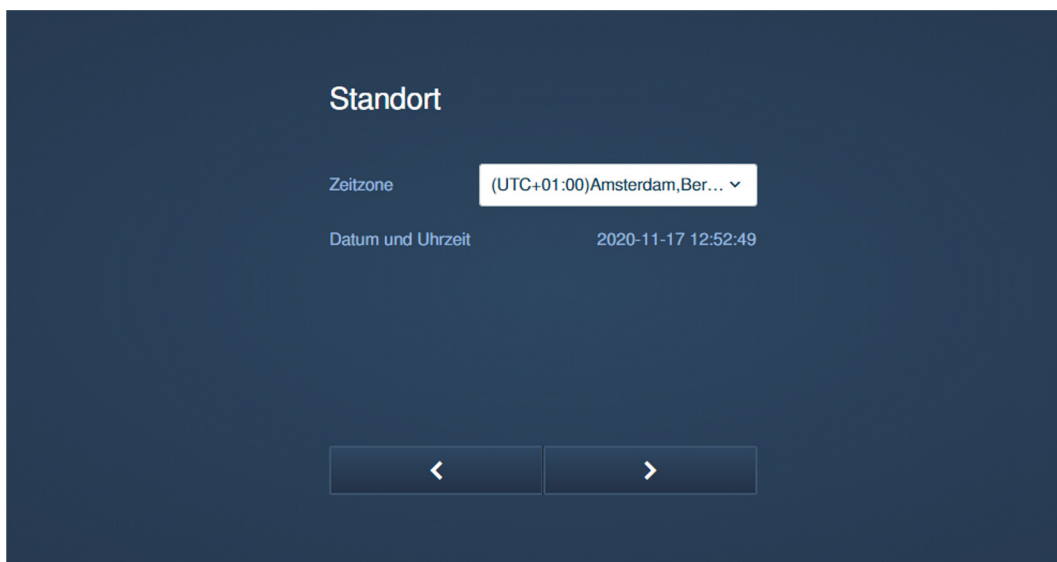 Standort
Zeitzone (UTC+01:00)Amsterdam,Ber...
Datum und Uhrzeit 2020-11-17 12:52:49